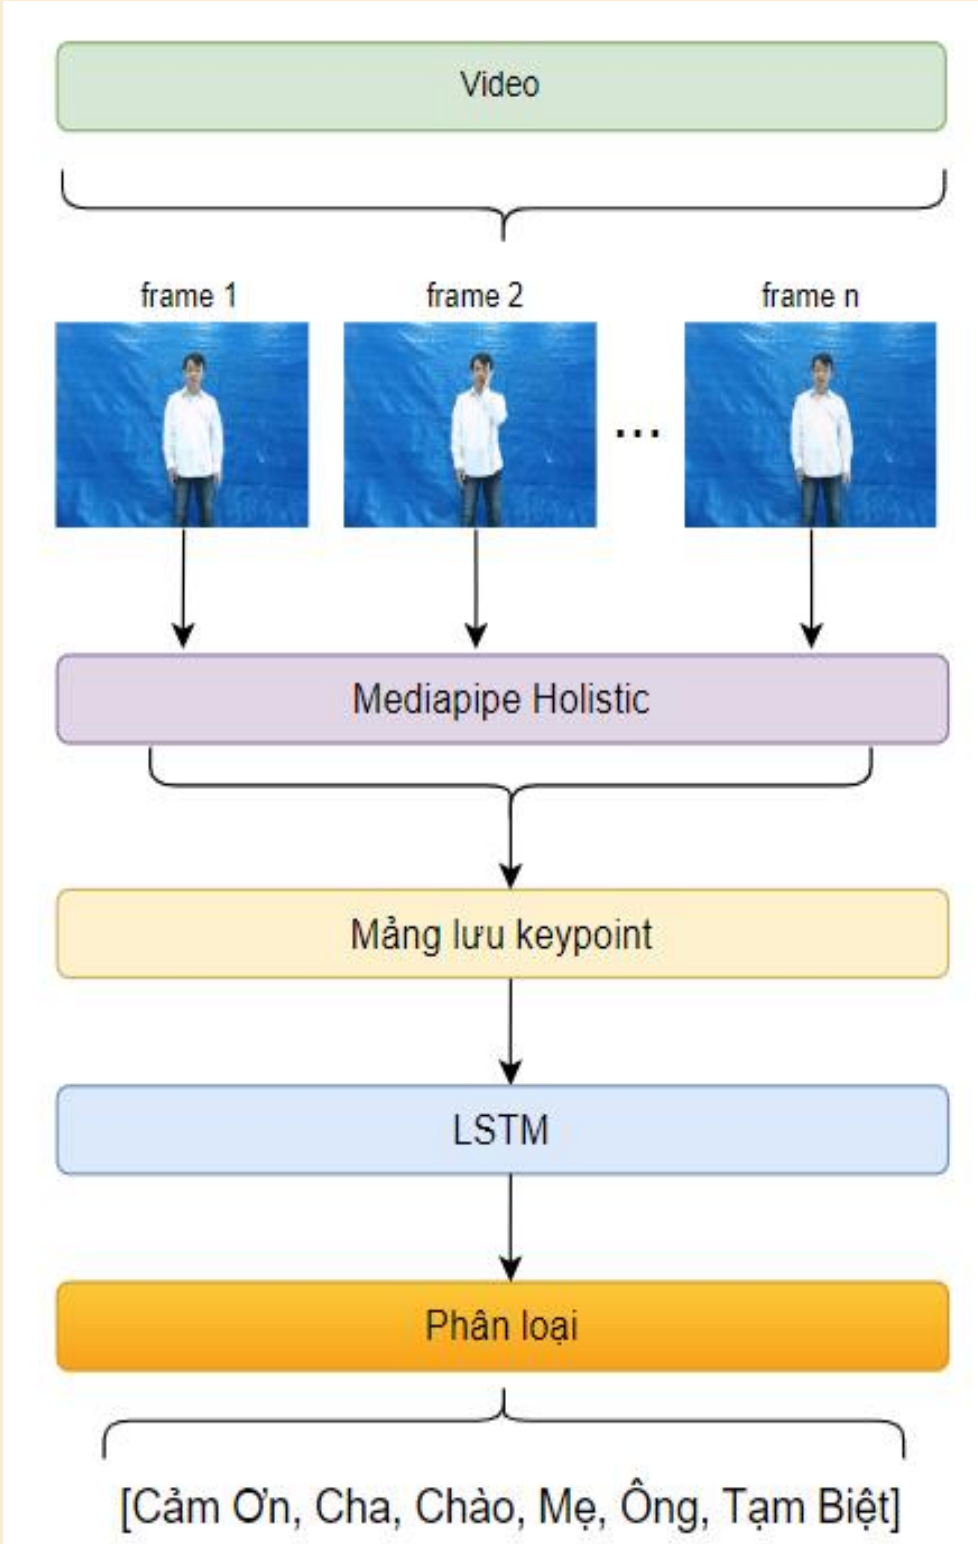 Video
frame 1 frame 2 frame n
...
Mediapipe Holistic
Mảng lưu keypoint
LSTM
Phân loại
[Cảm Ơn, Cha, Chào, Mẹ, Ông, Tạm Biệt]